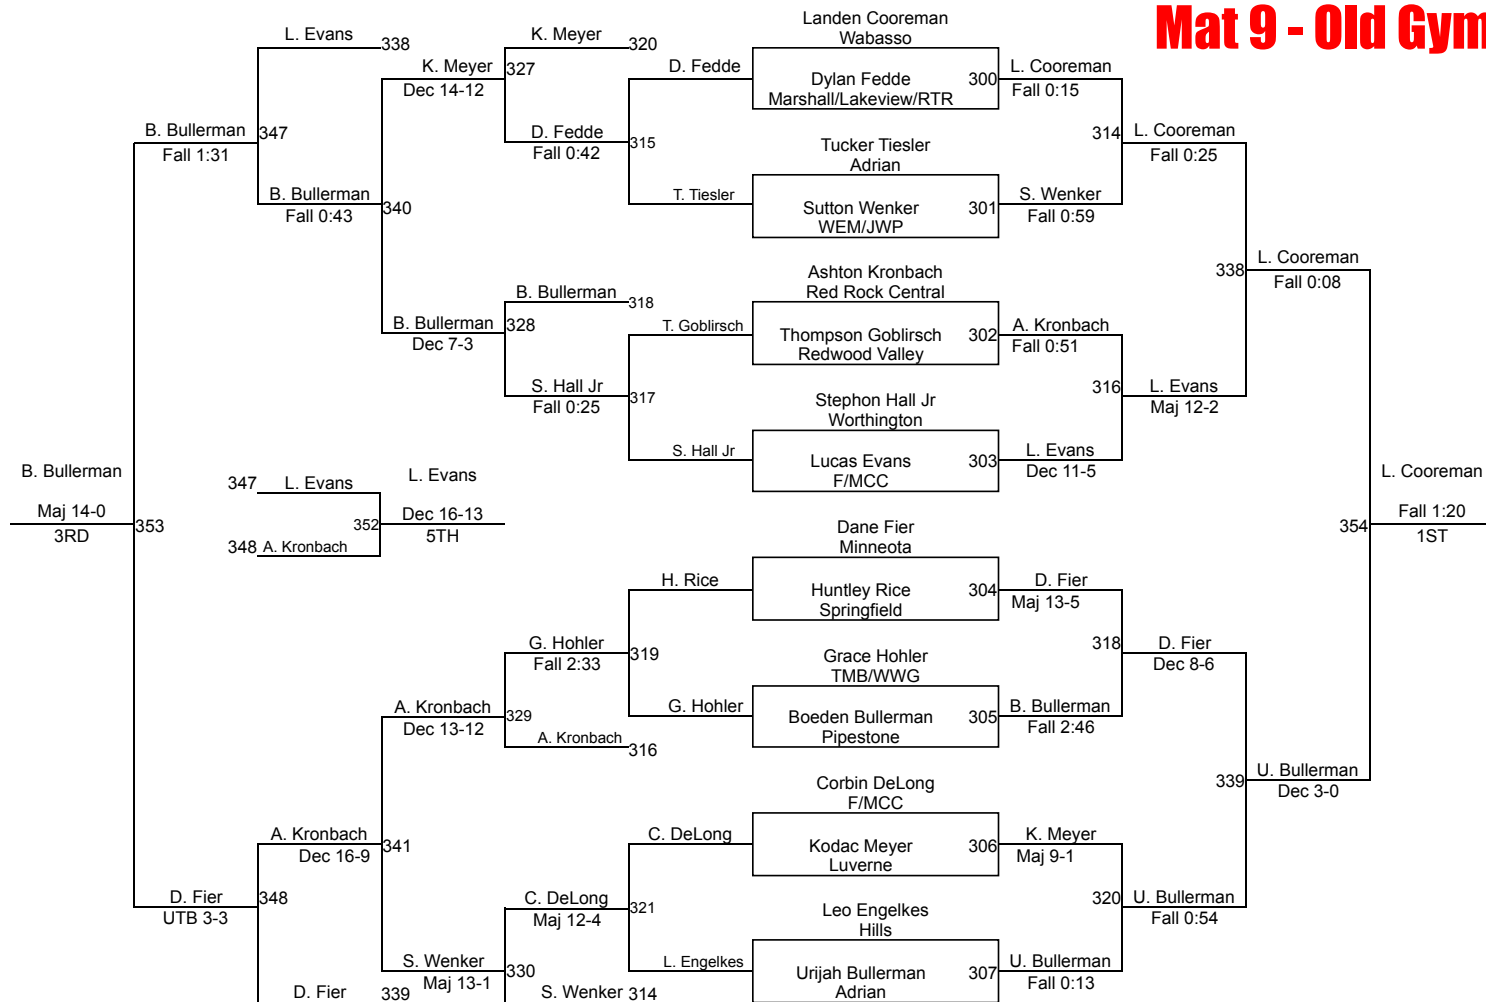 Mat 9 - Old Gym
Landen Cooreman
Wabasso
L. Evans
338
K. Meyer
320
K. Meyer
327
Dec 14-12
D. Fedde
Dylan Fedde
Marshall/Lakeview/RTR
300
L. Cooreman
Fall 0:15
B. Bullerman
347
Fall 1:31
D. Fedde
315
Fall 0:42
Tucker Tiesler
Adrian
314
L. Cooreman
Fall 0:25
B. Bullerman
340
Fall 0:43
T. Tiesler
Sutton Wenker
WEM/JWP
301
S. Wenker
Fall 0:59
Ashton Kronbach
Red Rock Central
338
L. Cooreman
Fall 0:08
B. Bullerman
318
B. Bullerman
328
Dec 7-3
T. Goblirsch
Thompson Goblirsch
Redwood Valley
302
A. Kronbach
Fall 0:51
S. Hall Jr
317
Fall 0:25
Stephon Hall Jr
Worthington
316
L. Evans
Maj 12-2
S. Hall Jr
Lucas Evans
F/MCC
303
L. Evans
Dec 11-5
B. Bullerman
Maj 14-0
3RD
353
347
L. Evans
L. Evans
352
Dec 16-13
5TH
348
A. Kronbach
L. Cooreman
354
Fall 1:20
1ST
Dane Fier
Minneota
H. Rice
Huntley Rice
Springfield
304
D. Fier
Maj 13-5
G. Hohler
319
Fall 2:33
Grace Hohler
TMB/WWG
318
D. Fier
Dec 8-6
A. Kronbach
329
Dec 13-12
A. Kronbach
316
G. Hohler
Boeden Bullerman
Pipestone
305
B. Bullerman
Fall 2:46
Corbin DeLong
F/MCC
339
U. Bullerman
Dec 3-0
A. Kronbach
341
Dec 16-9
C. DeLong
Kodac Meyer
Luverne
306
K. Meyer
Maj 9-1
D. Fier
348
UTB 3-3
C. DeLong
321
Maj 12-4
Leo Engelkes
Hills
320
U. Bullerman
Fall 0:54
S. Wenker
330
Maj 13-1
L. Engelkes
Urijah Bullerman
Adrian
307
U. Bullerman
Fall 0:13
D. Fier
339
S. Wenker
314